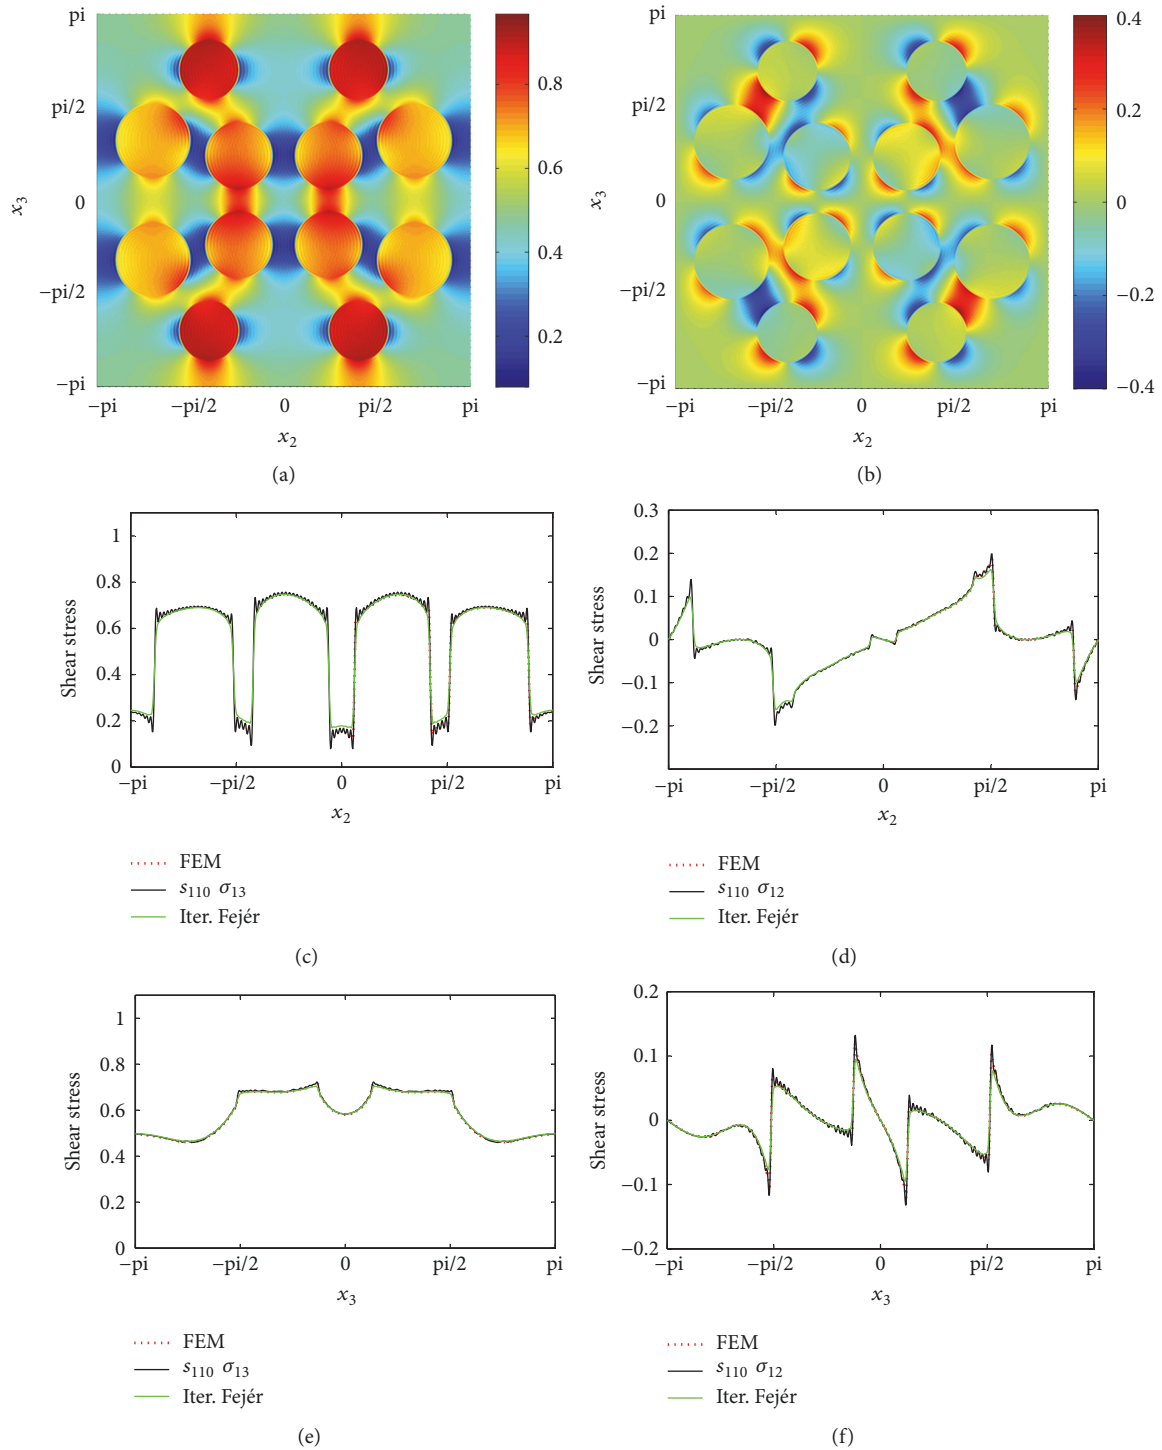 pi
pi/2
x3
0
−pi/2
−pi
−pi
−pi/2
0
pi/2
pi
x2
0.8
0.6
0.4
0.2
(a)
pi
pi/2
x3
0
−pi/2
−pi
−pi
−pi/2
0
pi/2
pi
x2
0.4
0.2
0
−0.2
−0.4
(b)
1
0.8
0.6
0.4
0.2
0
Shear stress
−pi
−pi/2
0
pi/2
pi
x2
FEM
s110 σ13
Iter. Fejér
(c)
0.3
0.2
0.1
0
−0.1
−0.2
Shear stress
−pi
−pi/2
0
pi/2
pi
x2
FEM
s110 σ12
Iter. Fejér
(d)
1
0.8
0.6
0.4
0.2
0
Shear stress
−pi
−pi/2
0
pi/2
pi
x3
FEM
s110 σ13
Iter. Fejér
(e)
0.2
0.1
0
−0.1
−0.2
Shear stress
−pi
−pi/2
0
pi/2
pi
x3
FEM
s110 σ12
Iter. Fejér
(f)